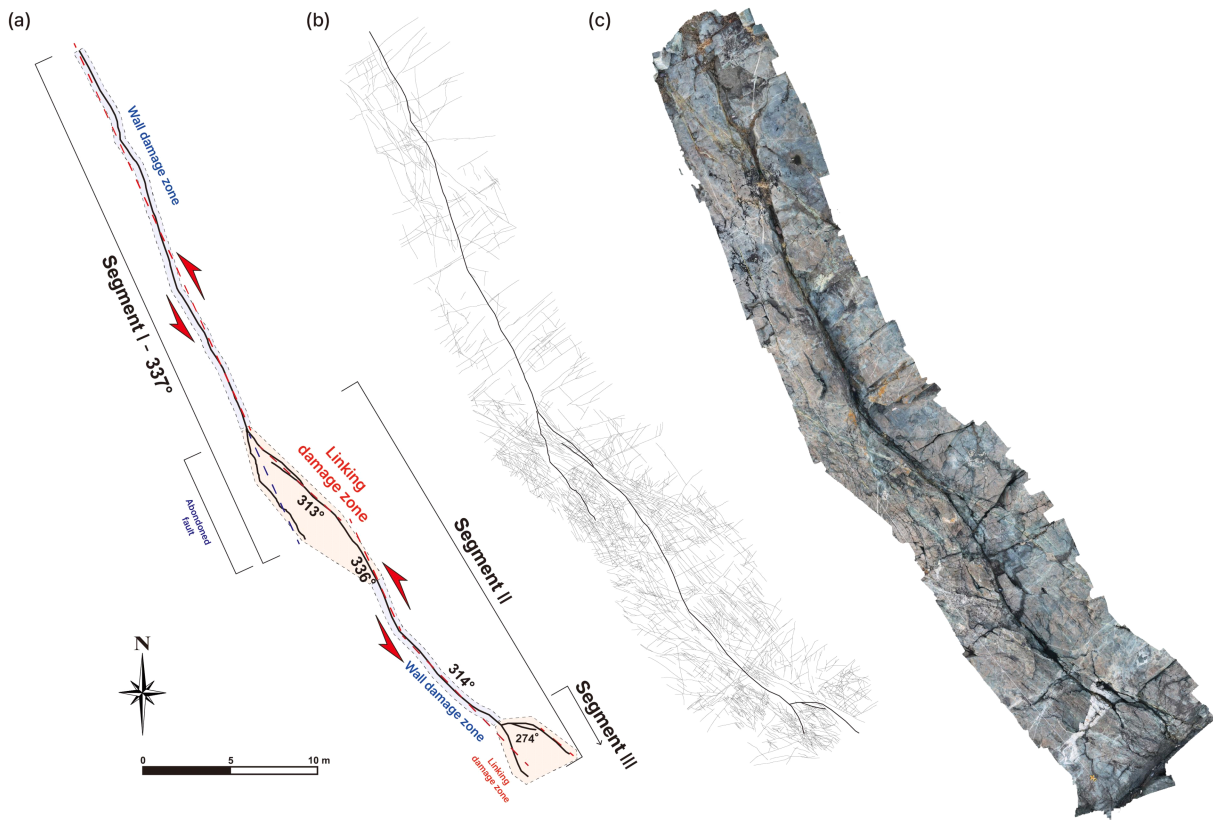 (a)
(b)
(c)
Wall damage zone
Segment I - 337°
Linking
damage zone
Abondoned
fault
313°
336°
Segment II
314°
Wall damage zone
274°
Segment III
Linking
damage zone
N
0 5 10 m